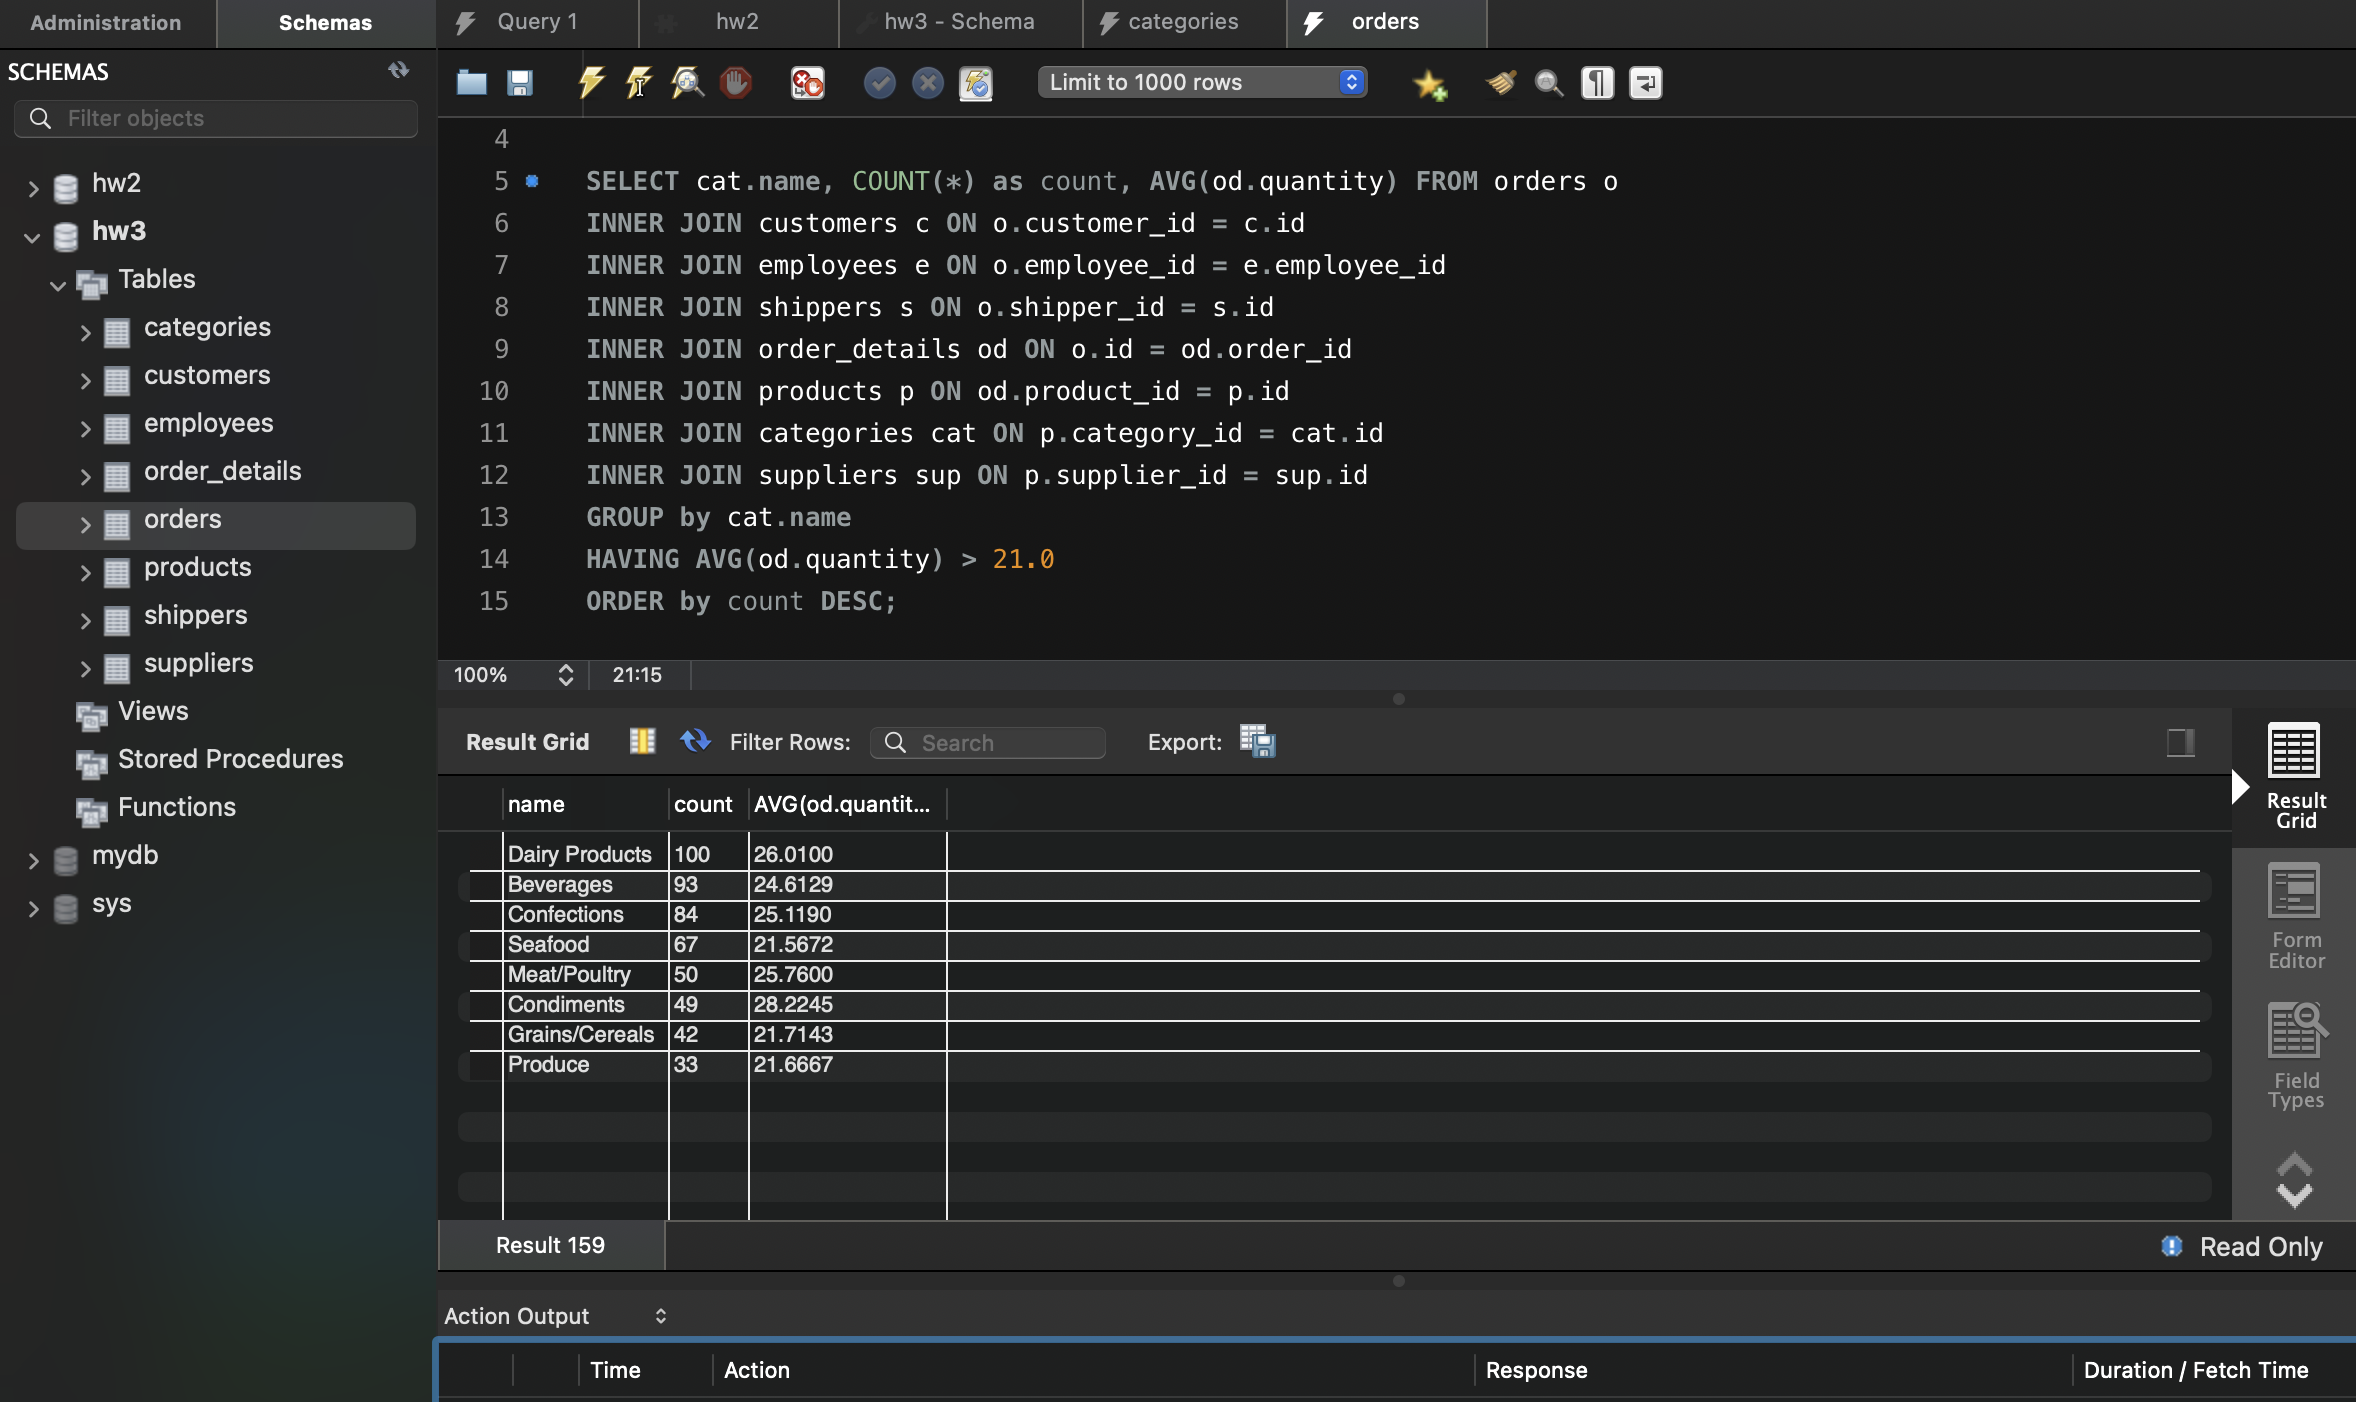 Administration
Schemas
Query 1
hw2
hw3 - Schema
categories
orders
SCHEMAS
Filter objects
hw2
hw3
Tables
categories
customers
employees
order_details
orders
products
shippers
suppliers
Views
Stored Procedures
Functions
mydb
sys
Limit to 1000 rows
4
5 SELECT cat.name, COUNT(*) as count, AVG(od.quantity) FROM orders o
6 INNER JOIN customers c ON o.customer_id = c.id
7 INNER JOIN employees e ON o.employee_id = e.employee_id
8 INNER JOIN shippers s ON o.shipper_id = s.id
9 INNER JOIN order_details od ON o.id = od.order_id
10 INNER JOIN products p ON od.product_id = p.id
11 INNER JOIN categories cat ON p.category_id = cat.id
12 INNER JOIN suppliers sup ON p.supplier_id = sup.id
13 GROUP by cat.name
14 HAVING AVG(od.quantity) > 21.0
15 ORDER by count DESC;
100% 21:15
Result Grid Filter Rows: Search Export:
name count AVG(od.quantit...
Dairy Products 100 26.0100
Beverages 93 24.6129
Confections 84 25.1190
Seafood 67 21.5672
Meat/Poultry 50 25.7600
Condiments 49 28.2245
Grains/Cereals 42 21.7143
Produce 33 21.6667
Result
Grid
Form
Editor
Field
Types
Result 159
Read Only
Action Output
Time Action Response Duration / Fetch Time